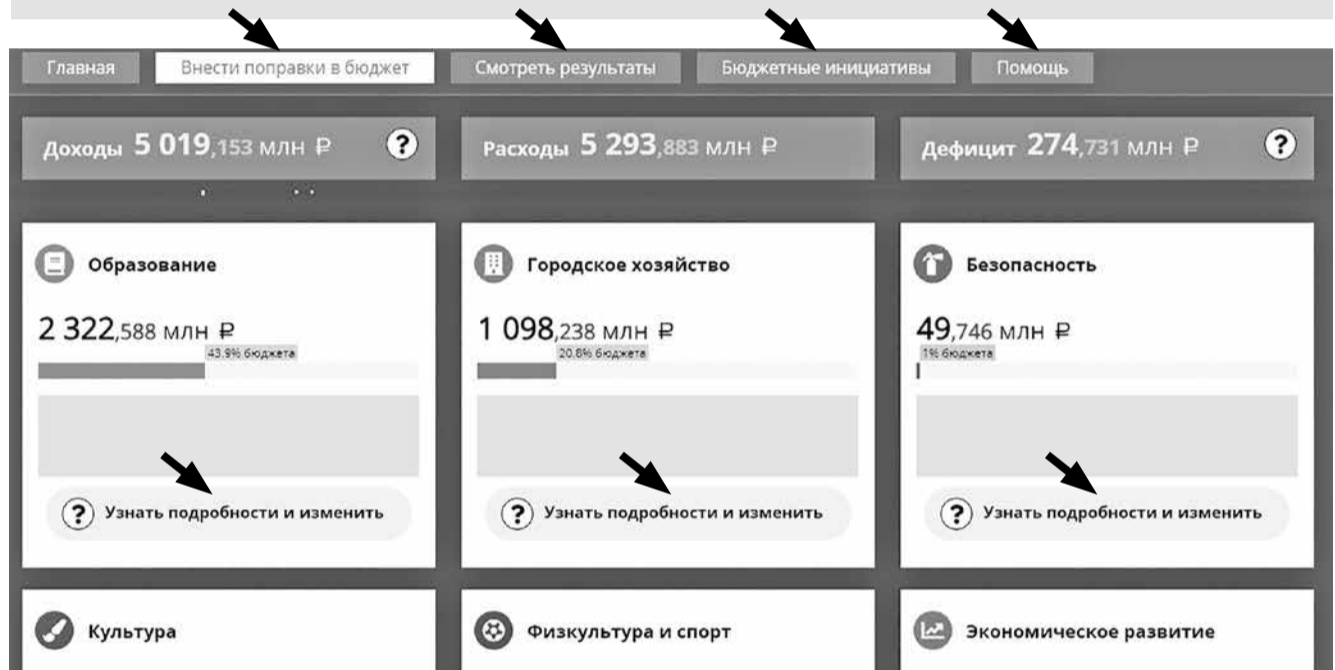 Главная Внести поправки в бюджет Смотреть результаты Бюджетные инициативы Помощь
Доходы 5 019,153 млн ₽ ? Расходы 5 293,883 млн ₽ Дефицит 274,731 млн ₽ ?
Образование Городское хозяйство Безопасность
2 322,588 млн ₽ 1 098,238 млн ₽ 49,746 млн ₽
43.9% бюджета 20.8% бюджета 1% бюджета
? Узнать подробности и изменить ? Узнать подробности и изменить ? Узнать подробности и изменить
Культура Физкультура и спорт Экономическое развитие